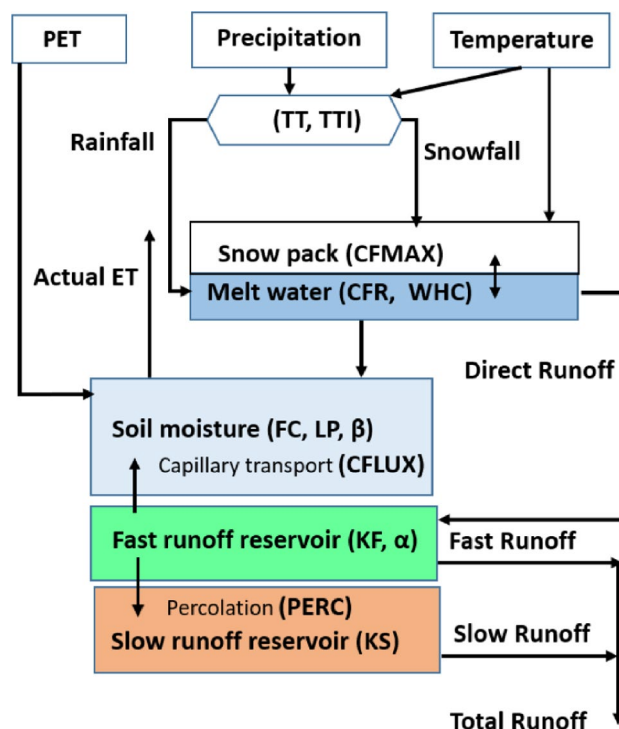 PET
Precipitation
Temperature
(TT, TTI)
Rainfall
Snowfall
Snow pack (CFMAX)
Actual ET
Melt water (CFR, WHC)
Direct Runoff
Soil moisture (FC, LP, β)
Capillary transport (CFLUX)
Fast runoff reservoir (KF, α)
Fast Runoff
Percolation (PERC)
Slow runoff reservoir (KS)
Slow Runoff
Total Runoff